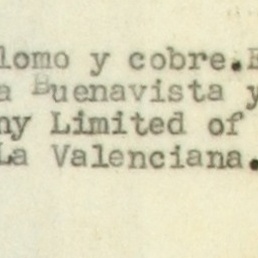 lomo y cobre.E
a Buenavista y
ny Limited of
La Valenciana.